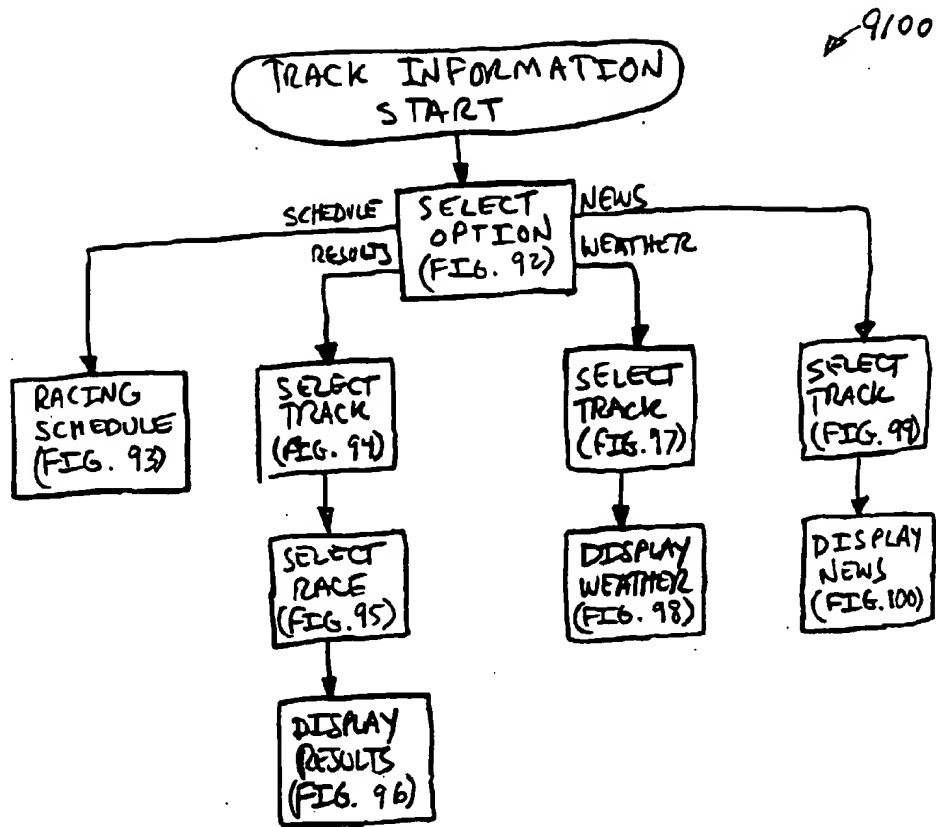 9100
TRACK INFORMATION
START
SCHEDULE
RESULTS
SELECT
OPTION
(FIG. 92)
NEWS
WEATHER
RACING
SCHEDULE
(FIG. 93)
SELECT
TRACK
(FIG. 94)
SELECT
TRACK
(FIG. 97)
SELECT
TRACK
(FIG. 99)
SELECT
RACE
(FIG. 95)
DISPLAY
WEATHER
(FIG. 98)
DISPLAY
NEWS
(FIG. 100)
DISPLAY
RESULTS
(FIG. 96)